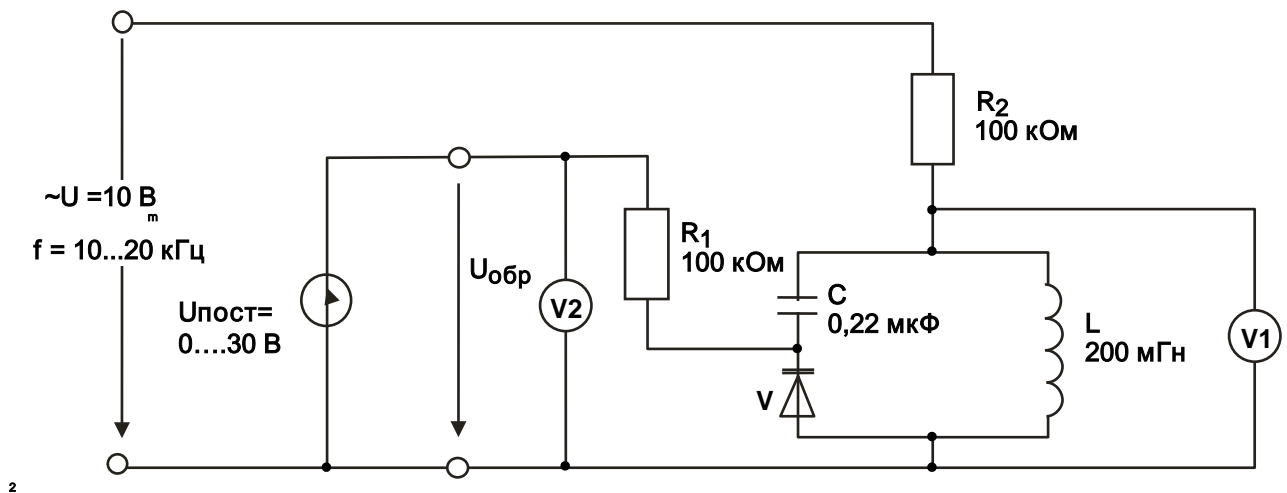 ~U =10 Вm
f = 10...20 кГц
Uпост=
0....30 В
Uобр
V2
R1
100 кОм
R2
100 кОм
C
0,22 мкФ
V
L
200 мГн
V1
2